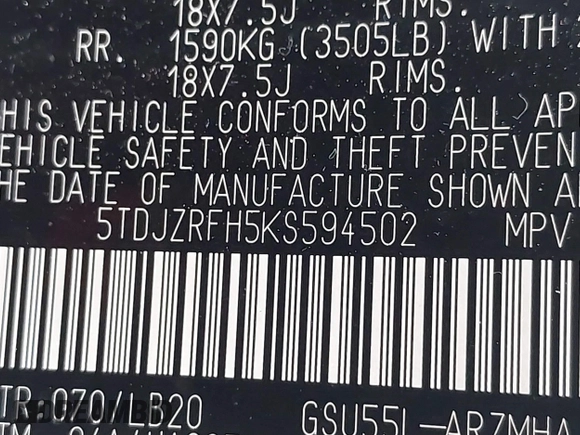 18X7.5J RIMS.
RR. 1590KG (3505LB) WITH
18X7.5J RIMS.
HIS VEHICLE CONFORMS TO ALL AP
EHICLE SAFETY AND THEFT PREVEN
HE DATE OF MANUFACTURE SHOWN A
5TDJZRFH5KS594502 MPV
TR 070/LB20
GSU55L-ARZMHA